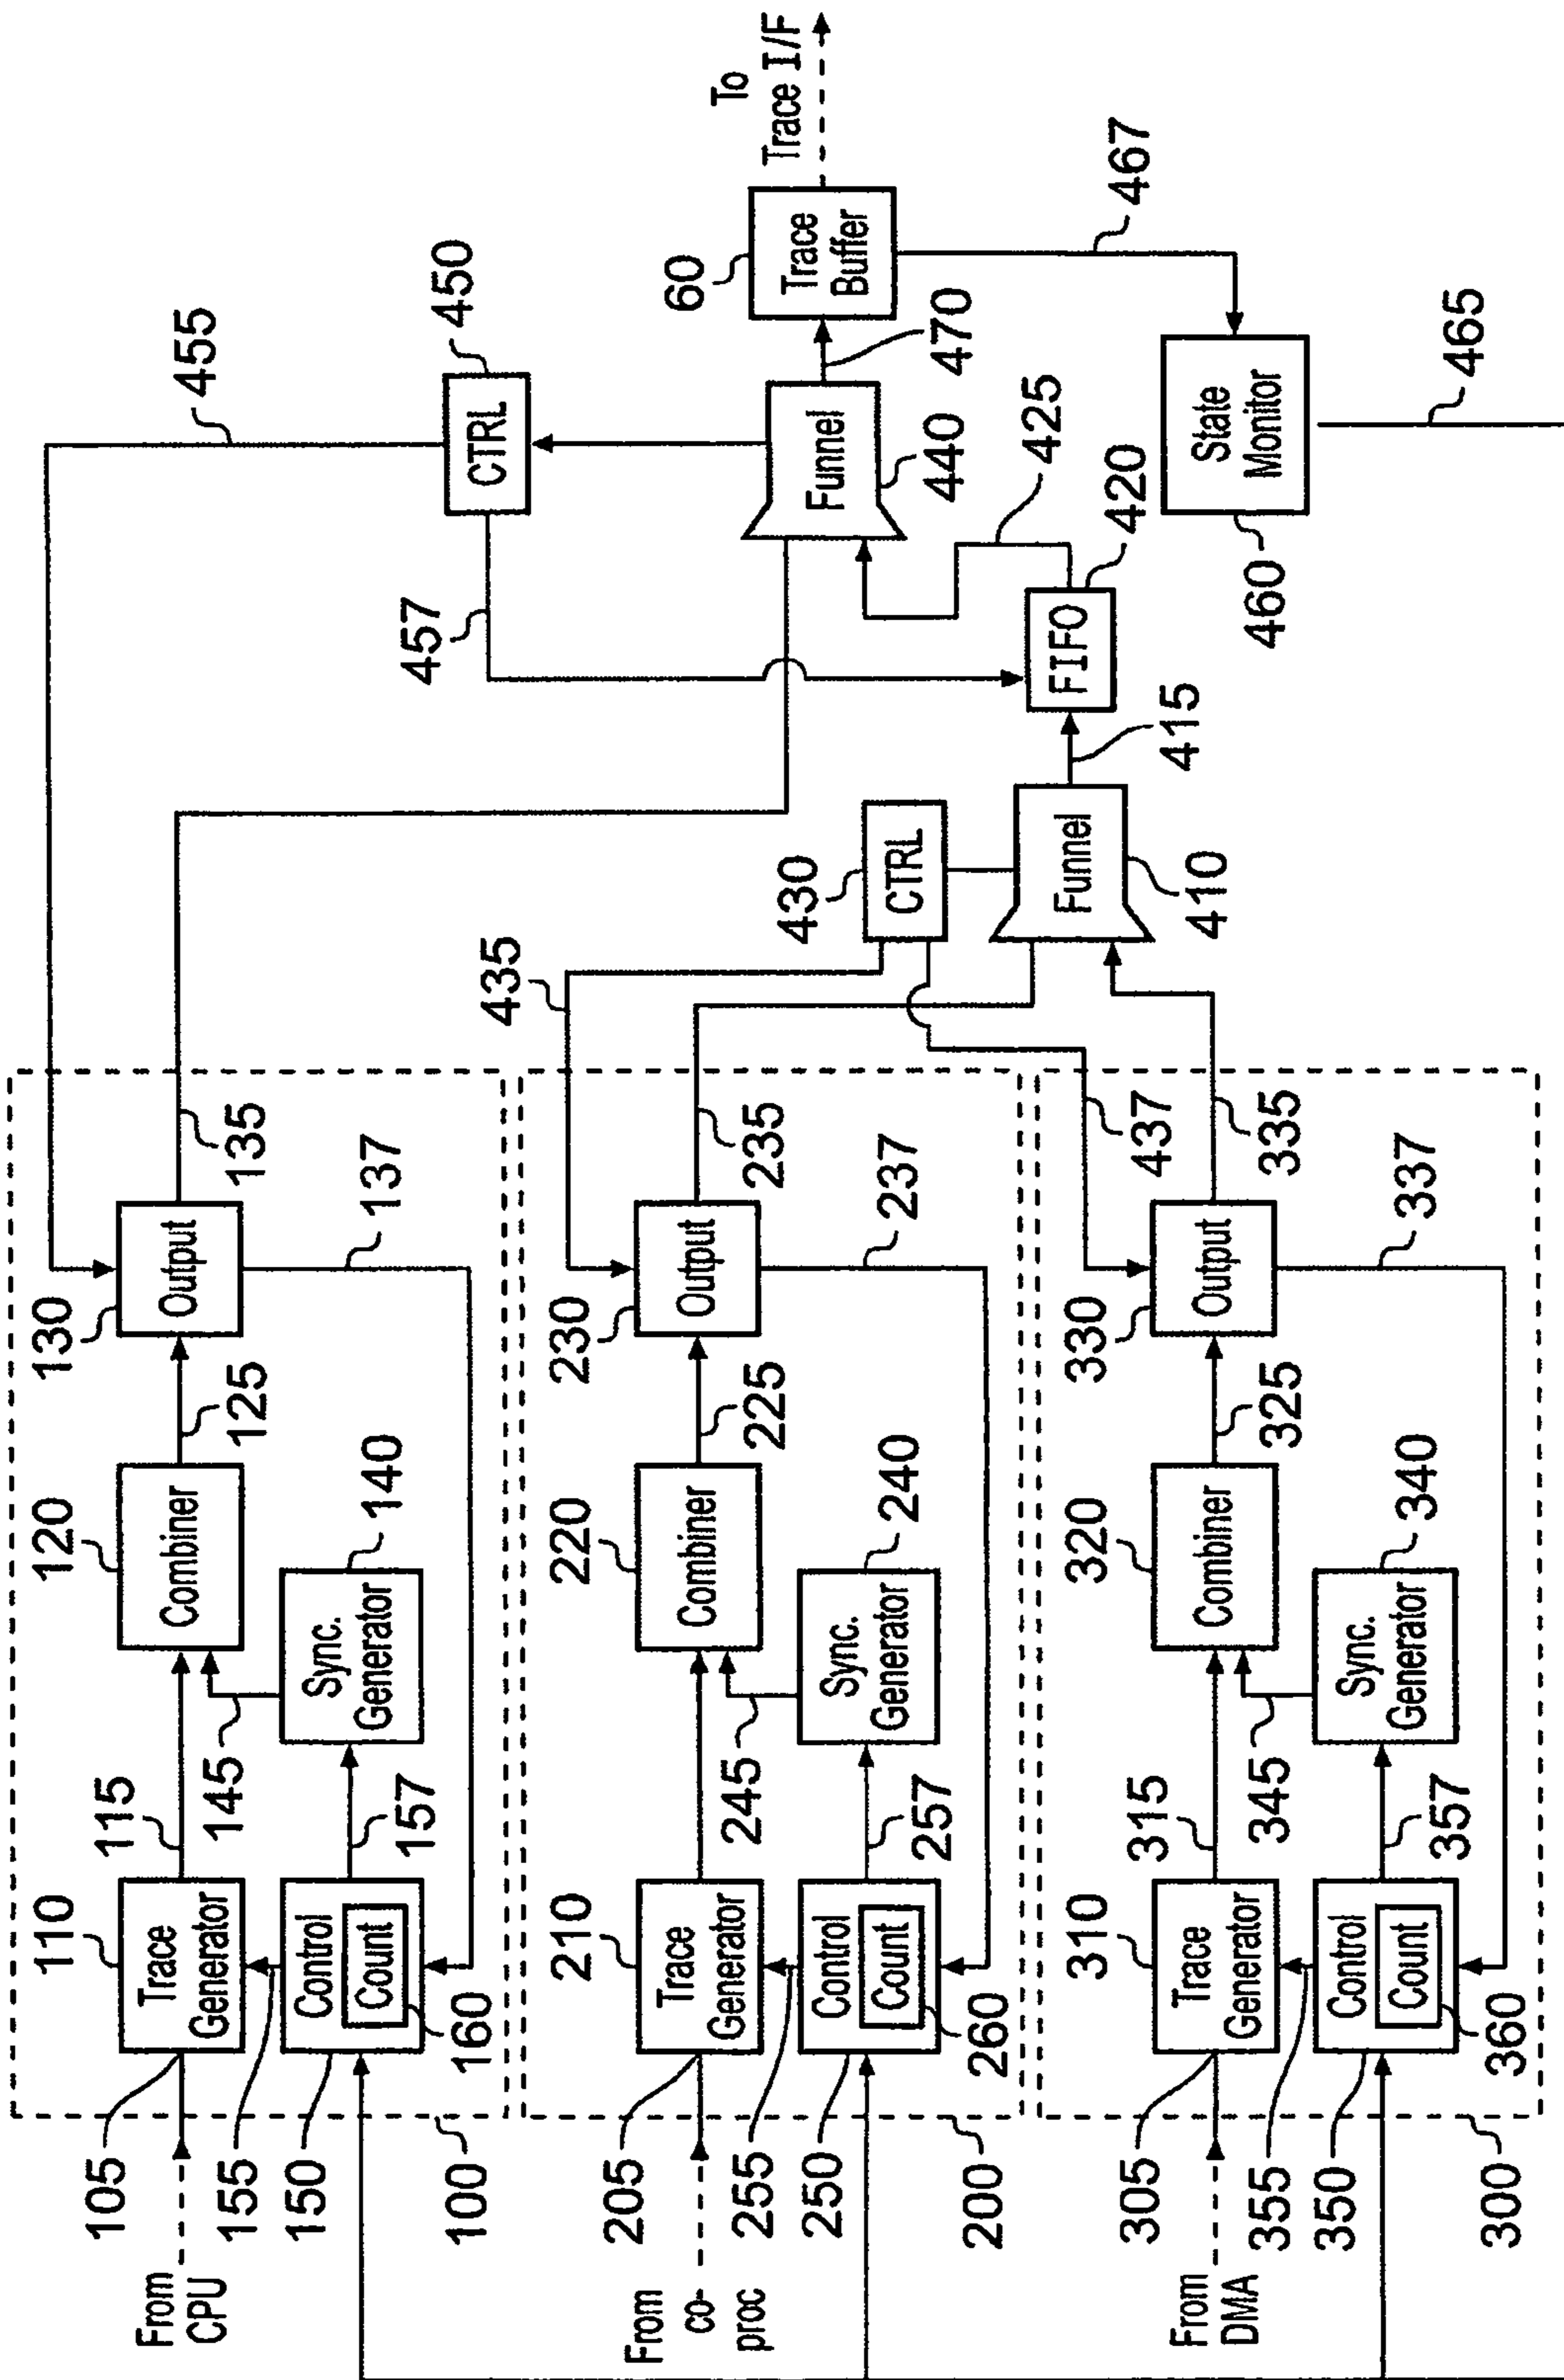 From
CPU
105
155
150
100
110
Trace
Generator
Control
Count
160
115
145
157
120
Combiner
Sync.
Generator
140
125
130
Output
135
137
455
From
co-
proc
205
255
250
200
210
Trace
Generator
Control
Count
260
245
257
220
Combiner
Sync.
Generator
240
225
230
Output
235
237
435
From
DMA
305
355
350
300
310
Trace
Generator
Control
Count
360
315
345
357
320
Combiner
Sync.
Generator
340
325
330
Output
335
337
437
430
CTRL
Funnel
410
415
FIFO
420
425
457
CTRL
450
Funnel
440
470
60
Trace
Buffer
To
Trace I/F
467
State
Monitor
460
465